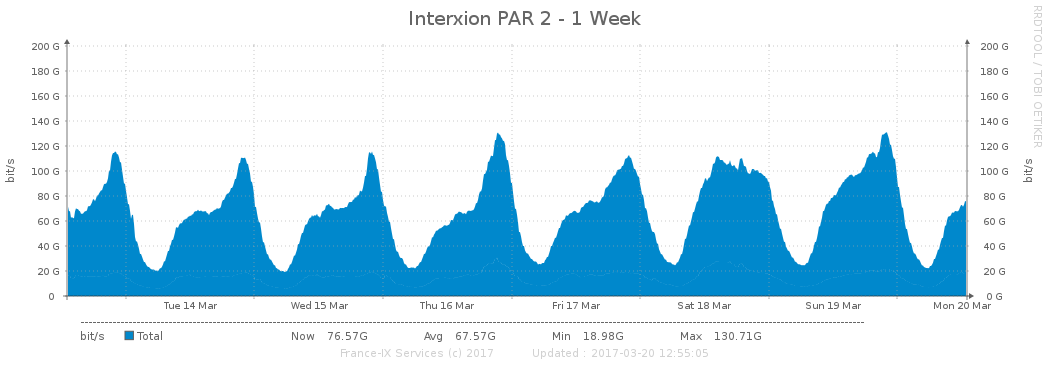 Interxion PAR 2 - 1 Week
RRDTOOL / TOBI OETIKER
200 G 200 G
180 G 180 G
160 G 160 G
140 G 140 G
120 G 120 G
100 G 100 G
80 G 80 G
60 G 60 G
40 G 40 G
20 G 20 G
0 0 G
bit/s
bit/s
Tue 14 Mar Wed 15 Mar Thu 16 Mar Fri 17 Mar Sat 18 Mar Sun 19 Mar Mon 20 Mar
bit/s Total Now 76.57G Avg 67.57G Min 18.98G Max 130.71G
France-IX Services (c) 2017 Updated : 2017-03-20 12:55:05